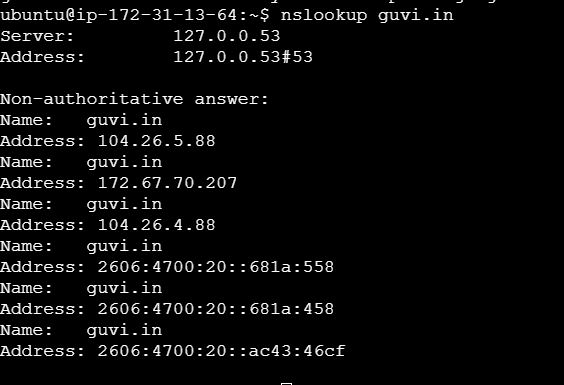 ubuntu@ip-172-31-13-64:~$ nslookup guvi.in
Server: 127.0.0.53
Address: 127.0.0.53#53
Non-authoritative answer:
Name: guvi.in
Address: 104.26.5.88
Name: guvi.in
Address: 172.67.70.207
Name: guvi.in
Address: 104.26.4.88
Name: guvi.in
Address: 2606:4700:20::681a:558
Name: guvi.in
Address: 2606:4700:20::681a:458
Name: guvi.in
Address: 2606:4700:20::ac43:46cf